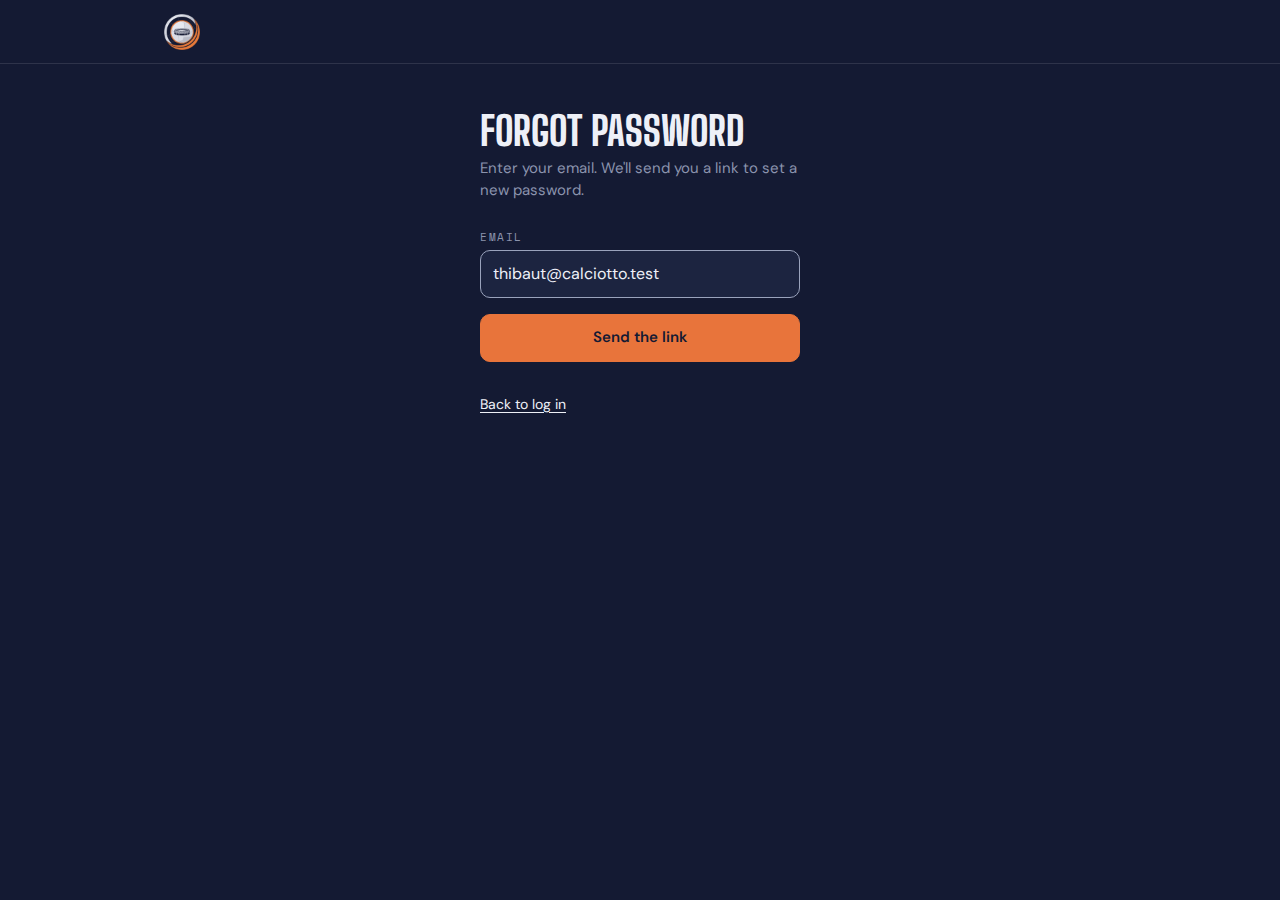 FORGOT PASSWORD
Enter your email. We'll send you a link to set a
new password.
EMAIL
thibaut@calciotto.test
Send the link
Back to log in